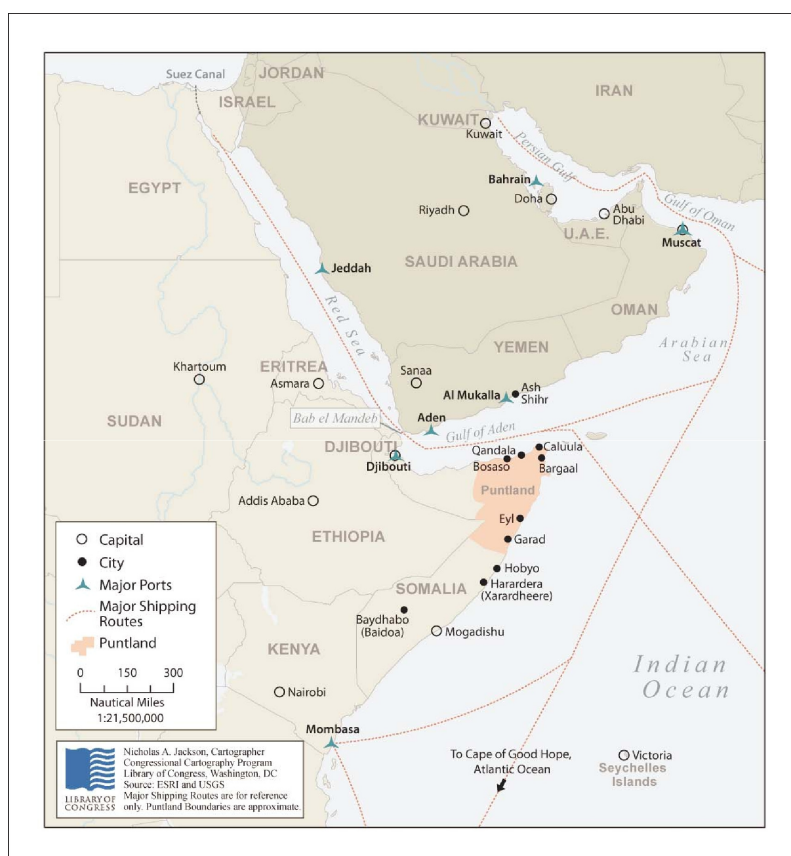 Suez Canal
JORDAN
ISRAEL
IRAN
KUWAIT
Kuwait
EGYPT
Persian Gulf
Bahrain
Doha
Riyadh
Abu
Dhabi
Gulf of Oman
U.A.E.
Muscat
Jeddah
SAUDI ARABIA
OMAN
Red Sea
Arabian
Sea
YEMEN
Khartoum
ERITREA
Asmara
Sanaa
Al Mukalla
Ash
Shihr
SUDAN
Bab el Mandeb
Aden
Gulf of Aden
DJIBOUTI
Djibouti
Qandala
Caluula
Bosaso
Bargaal
Puntland
Addis Ababa
Eyl
ETHIOPIA
Garad
Hobyo
Harardera
(Xarardheere)
SOMALIA
Baydhabo
(Baidoa)
Mogadishu
KENYA
Nairobi
Indian
Ocean
Mombasa
To Cape of Good Hope,
Atlantic Ocean
Victoria
Seychelles
Islands
Capital
City
Major Ports
Major Shipping
Routes
Puntland
0 150 300
Nautical Miles
1:21,500,000
LIBRARY OF
CONGRESS
Nicholas A. Jackson, Cartographer
Congressional Cartography Program
Library of Congress, Washington, DC
Source: ESRI and USGS
Major Shipping Routes are for reference
only. Puntland Boundaries are approximate.